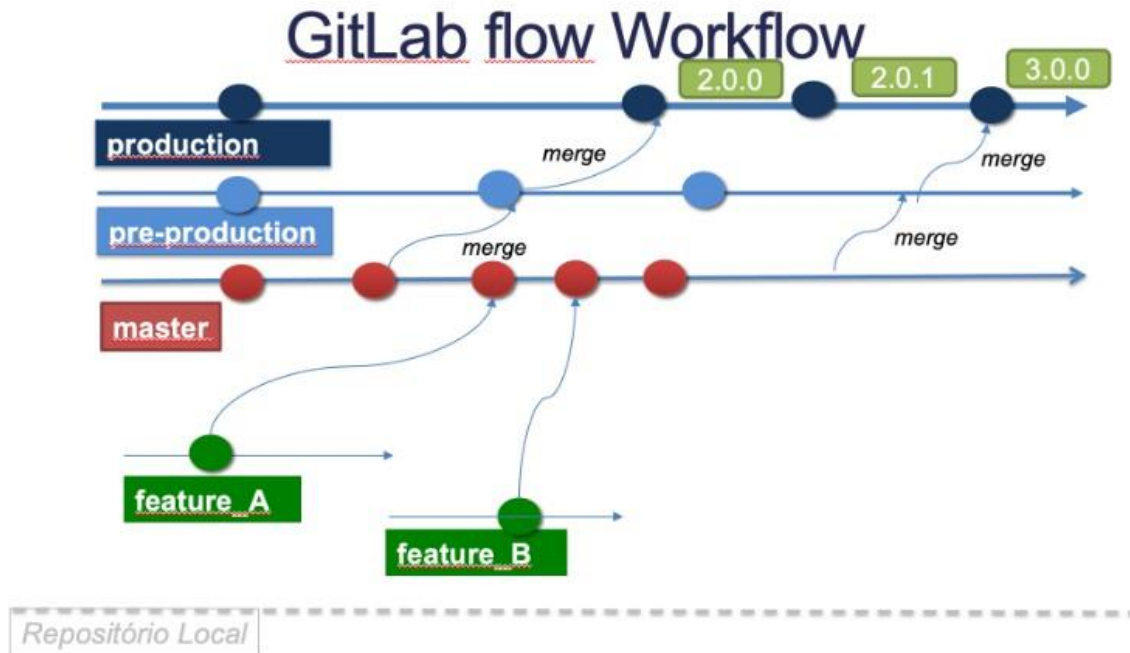 GitLab flow Workflow
2.0.0
2.0.1
3.0.0
production
merge
merge
pre-production
merge
merge
master
feature_A
feature_B
Repositório Local